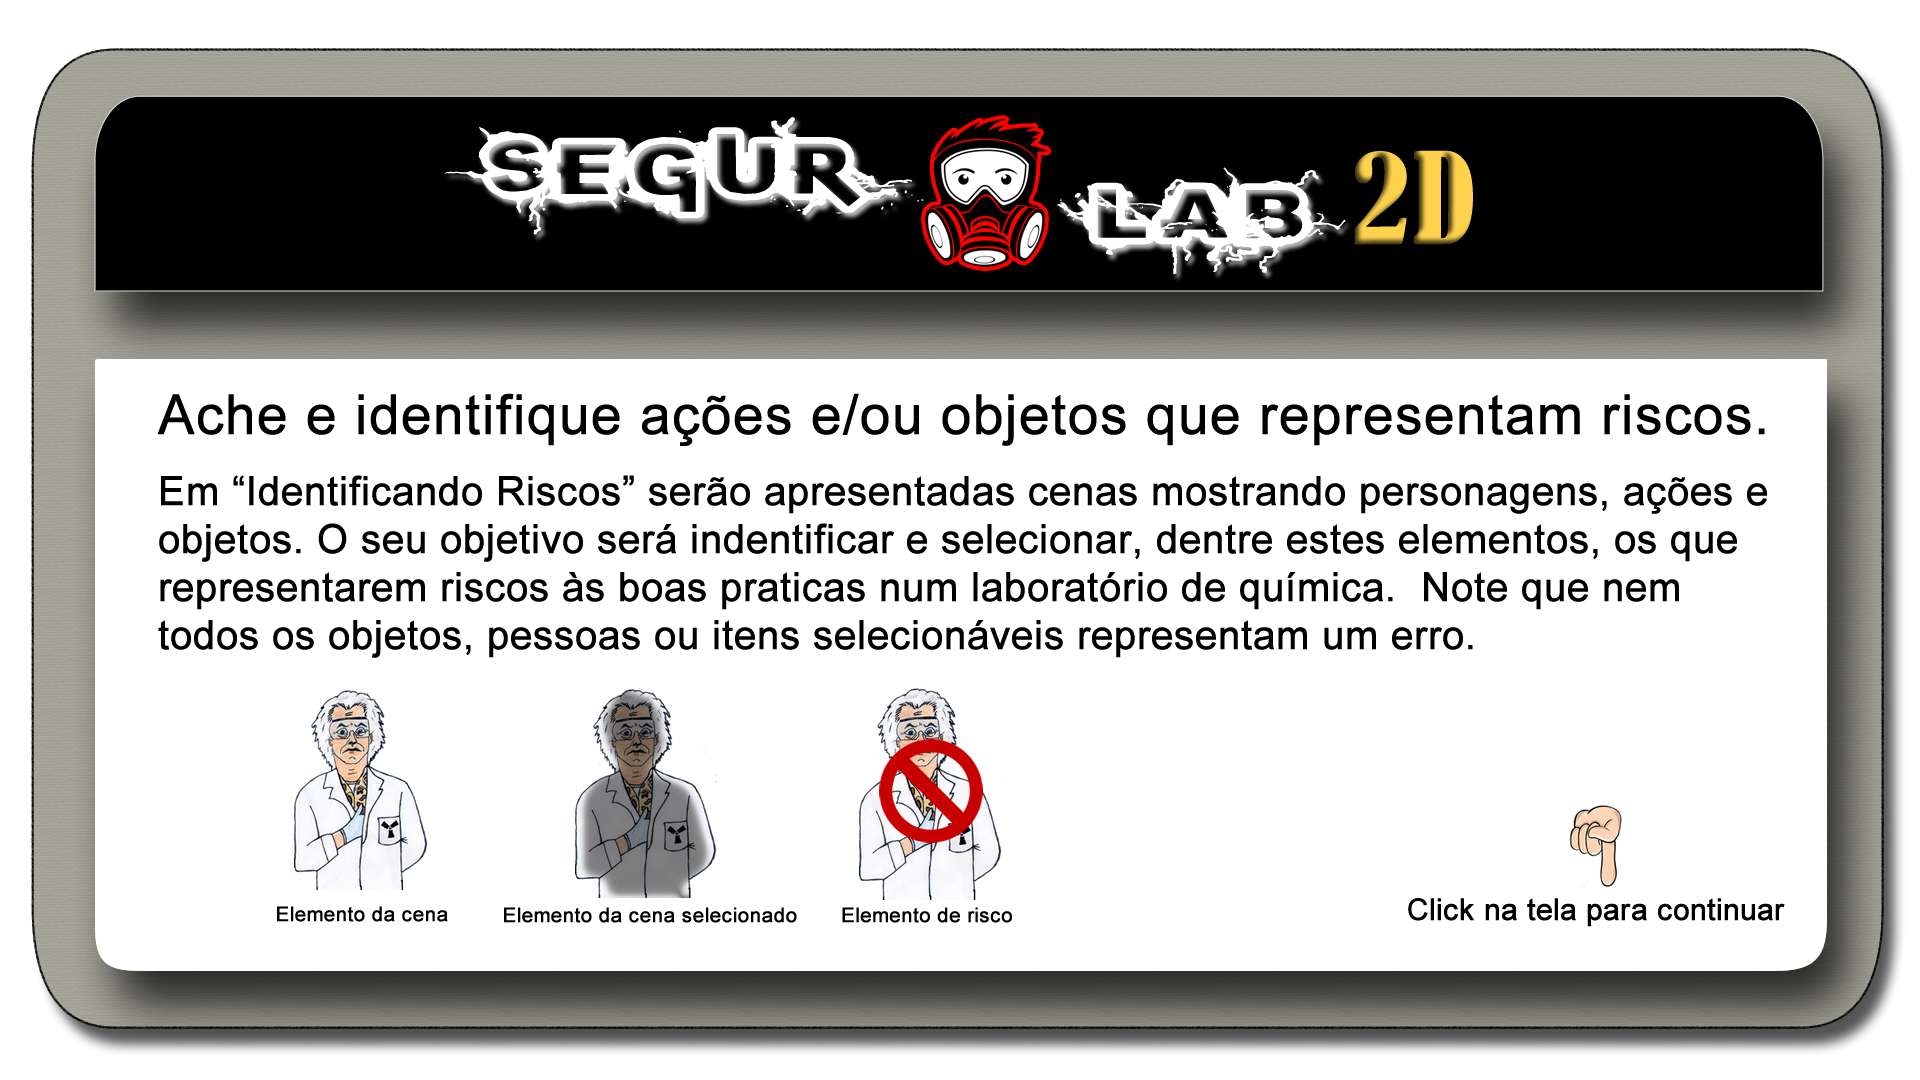 SEGUR LAB 2D
Ache e identifique ações e/ou objetos que representam riscos.
Em “Identificando Riscos” serão apresentadas cenas mostrando personagens, ações e
objetos. O seu objetivo será indentificar e selecionar, dentre estes elementos, os que
representarem riscos às boas praticas num laboratório de química.  Note que nem
todos os objetos, pessoas ou itens selecionáveis representam um erro.
Elemento da cena
Elemento da cena selecionado
Elemento de risco
Click na tela para continuar